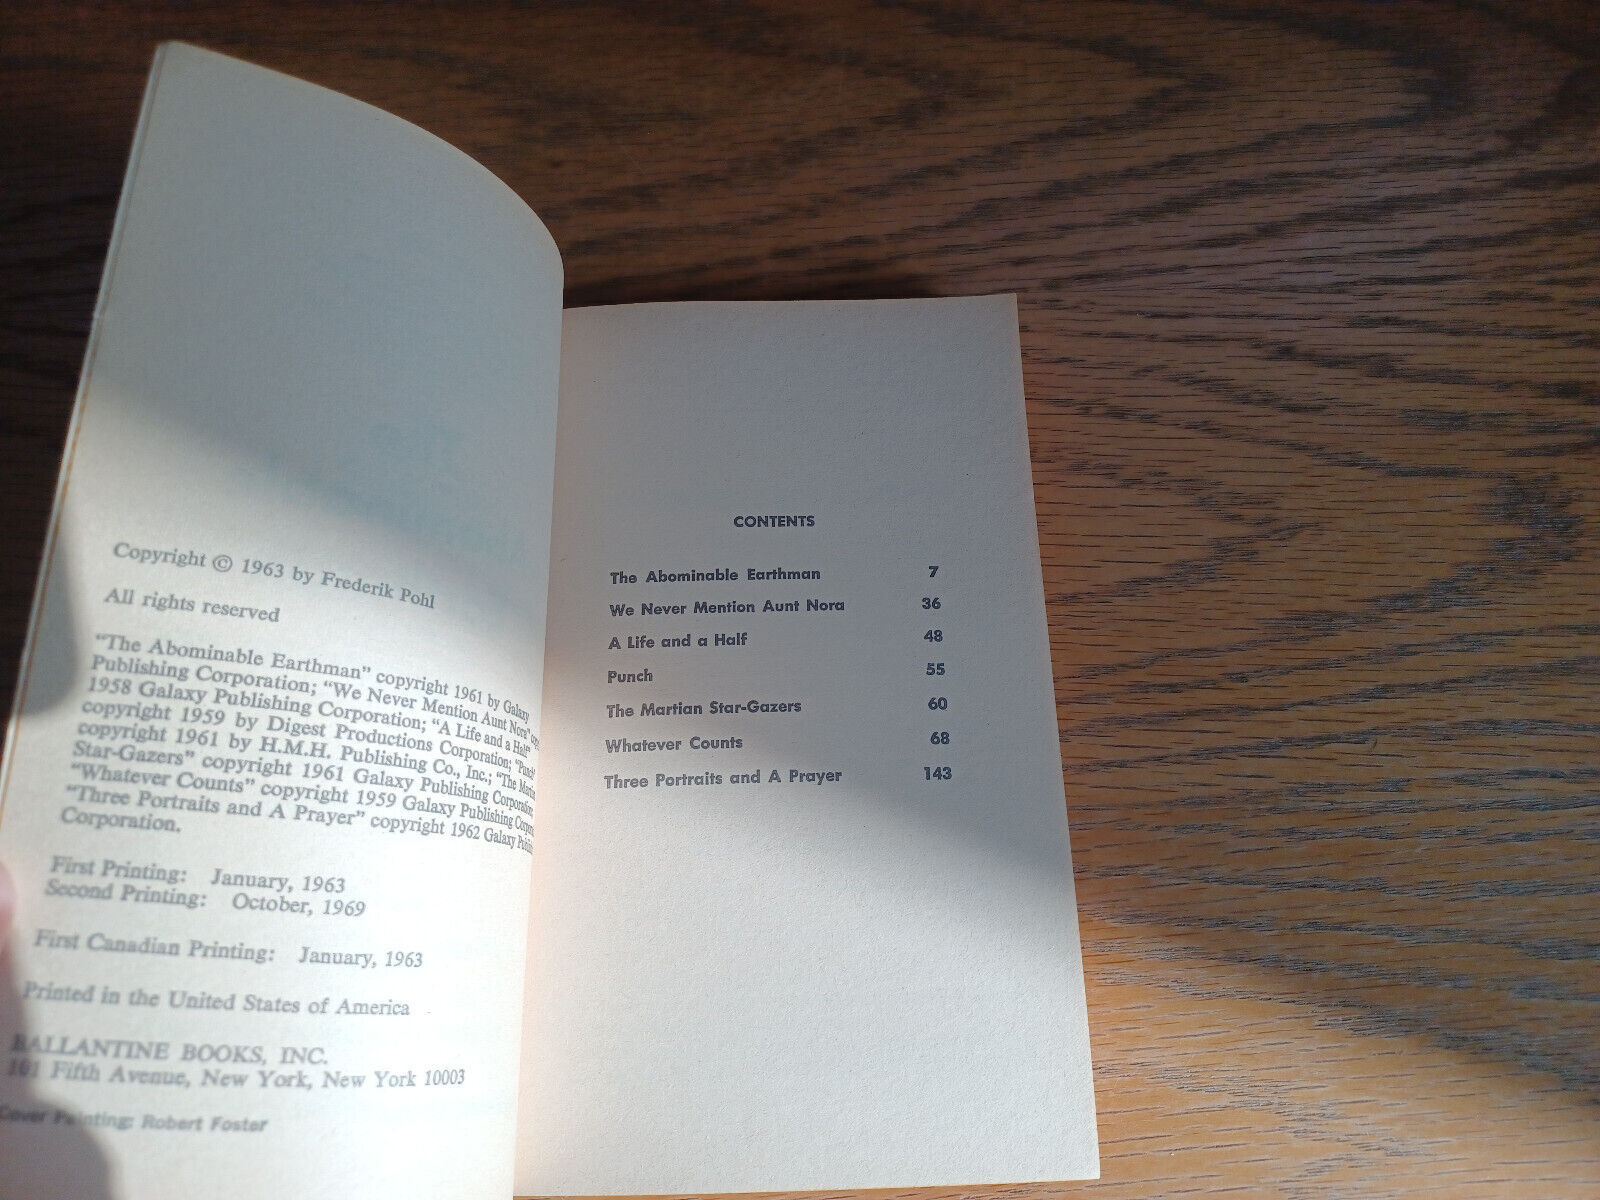 Copyright © 1963 by Frederik Pohl
All rights reserved
"The Abominable Earthman" copyright 1961 by Galaxy
Publishing Corporation; "We Never Mention Aunt Nora"
1958 Galaxy Publishing Corporation; "A Life and a Half"
copyright 1959 by Digest Productions Corporation; "Punch"
copyright 1961 by H.M.H. Publishing Co., Inc.; "The
Star-Gazers" copyright 1961 Galaxy Publishing Corporation
"Whatever Counts" copyright 1959 Galaxy Publishing
"Three Portraits and A Prayer" copyright 1962 Galaxy
Corporation.
First Printing: January, 1963
Second Printing: October, 1969
First Canadian Printing: January, 1963
Printed in the United States of America
BALLANTINE BOOKS, INC.
101 Fifth Avenue, New York, New York 10003
Cover Painting: Robert Foster
CONTENTS
The Abominable Earthman 7
We Never Mention Aunt Nora 36
A Life and a Half 48
Punch 55
The Martian Star-Gazers 60
Whatever Counts 68
Three Portraits and A Prayer 143